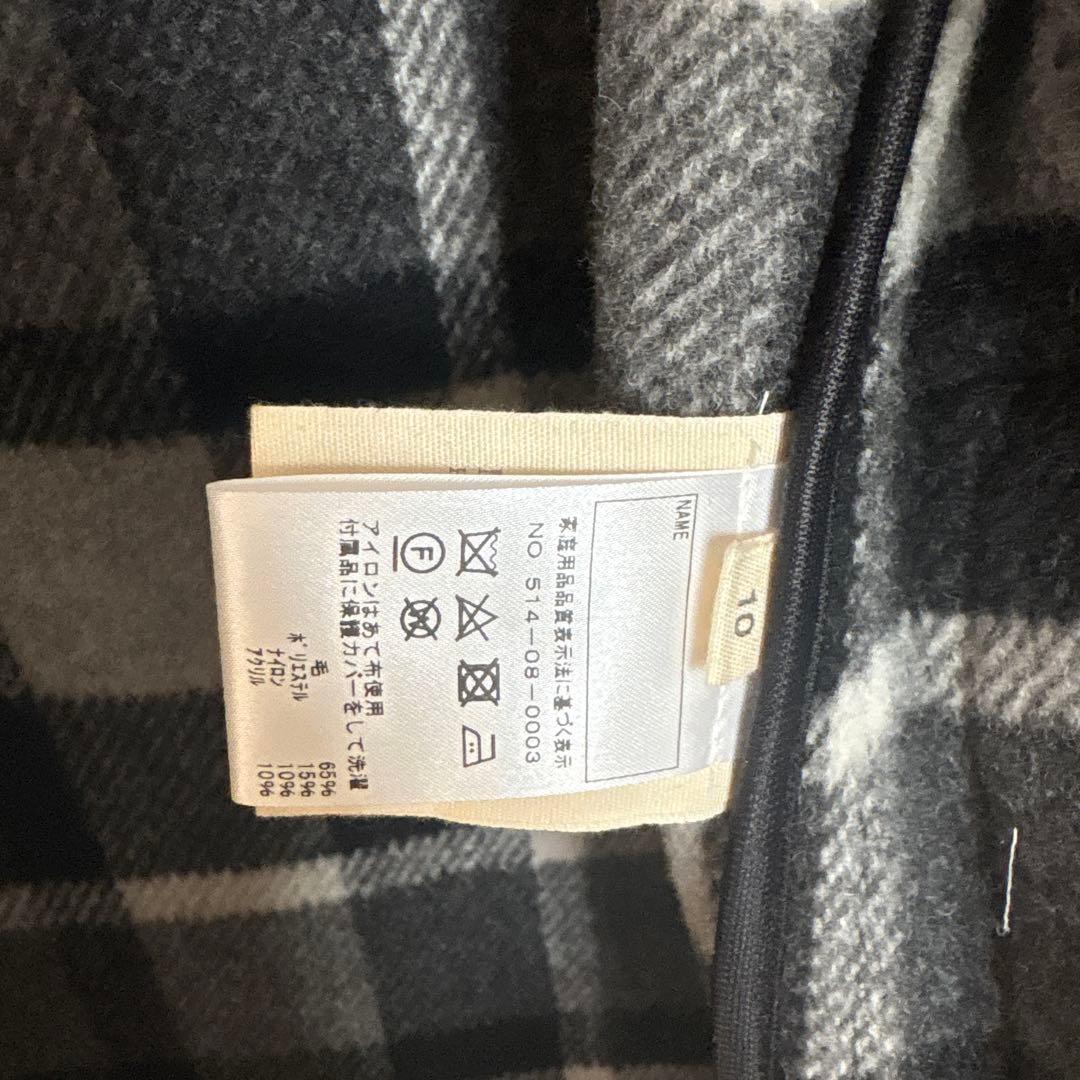 10
NAME
家庭用品品質表示法に基づく表示
NO 514-08-0003
F
アイロンはあて布使用
付属品に保護カバーをして洗濯
毛 65%
ポリエステル 15%
ナイロン 10%
アクリル 10%